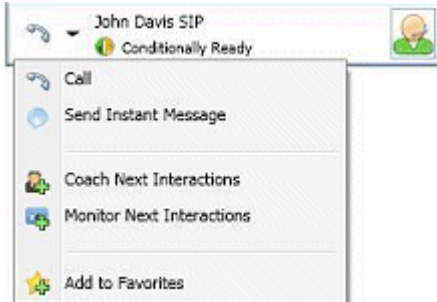 John Davis SIP
Conditionally Ready
Call
Send Instant Message
Coach Next Interactions
Monitor Next Interactions
Add to Favorites